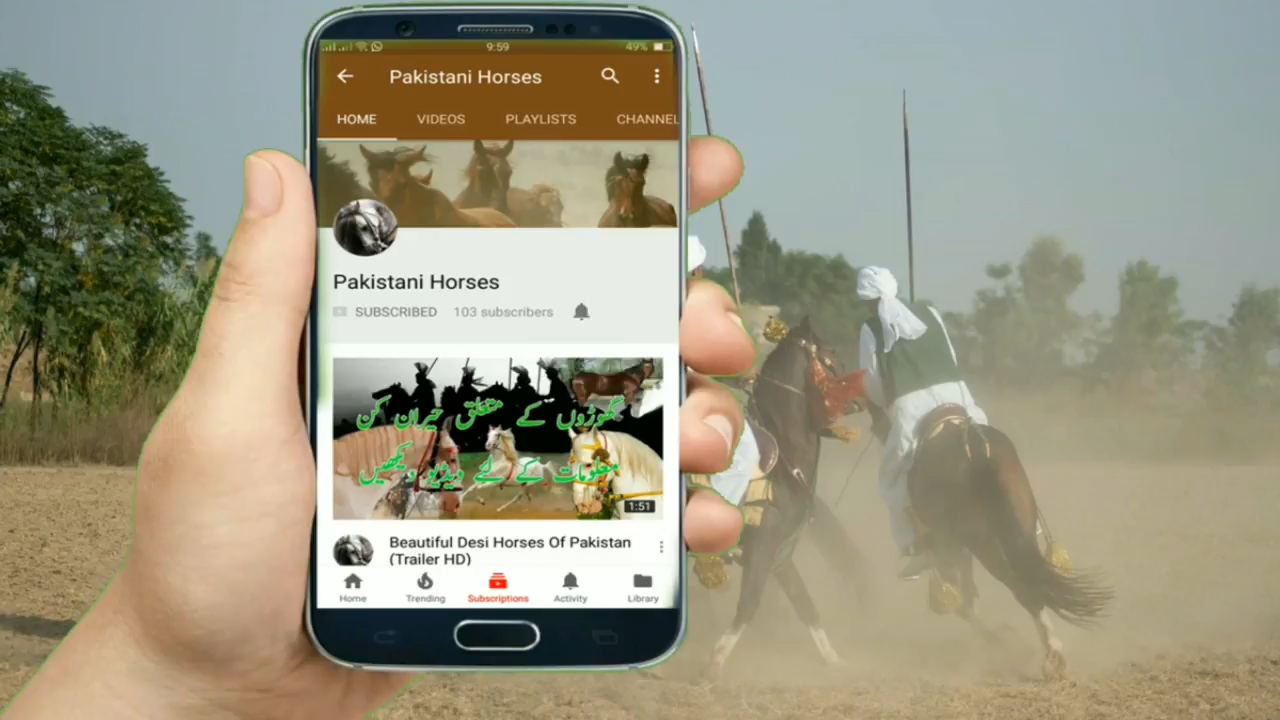 9:59
49%
Pakistani Horses
HOME VIDEOS PLAYLISTS CHANNEL
Pakistani Horses
SUBSCRIBED 103 subscribers
گھوڑوں کے متعلق حیران کن
معلومات کے لئے ویڈیو دیکھیں
1:51
Beautiful Desi Horses Of Pakistan
(Trailer HD)
Home Trending Subscriptions Activity Library